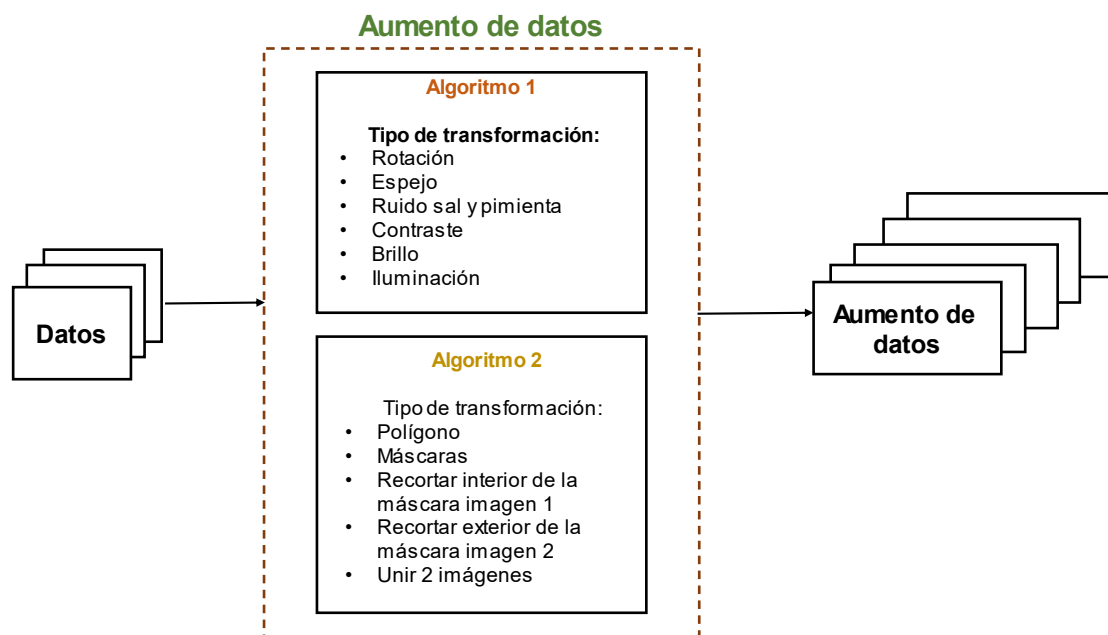 Aumento de datos
Algoritmo 1
Tipo de transformación:
• Rotación
• Espejo
• Ruido sal y pimienta
• Contraste
• Brillo
• Iluminación
Datos
Aumento de
datos
Algoritmo 2
Tipo de transformación:
• Polígono
• Máscaras
• Recortar interior de la
máscara imagen 1
• Recortar exterior de la
máscara imagen 2
• Unir 2 imágenes